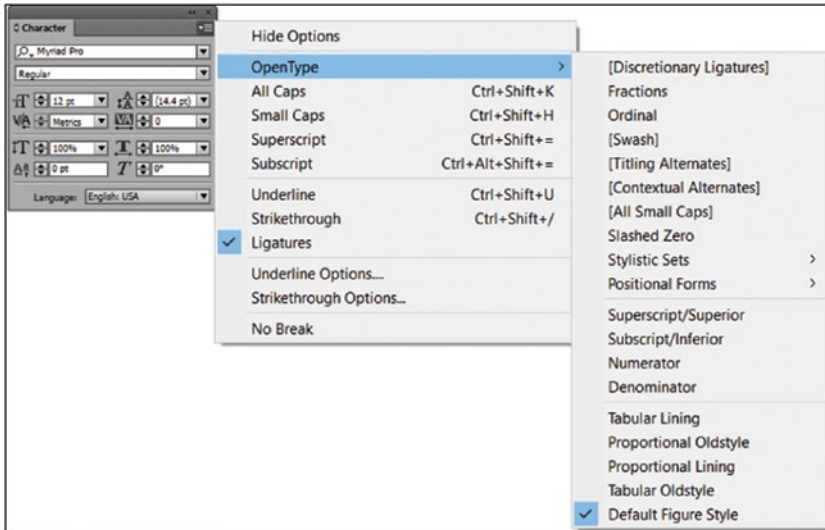 Character
Myriad Pro
Regular
12 pt (14.4 pt)
Metrics 0
100% 100%
0 pt 0°
Language: English: USA
Hide Options
OpenType
All Caps Ctrl+Shift+K
Small Caps Ctrl+Shift+H
Superscript Ctrl+Shift+=
Subscript Ctrl+Alt+Shift+=
Underline Ctrl+Shift+U
Strikethrough Ctrl+Shift+/
Ligatures
Underline Options....
Strikethrough Options...
No Break
[Discretionary Ligatures]
Fractions
Ordinal
[Swash]
[Titling Alternates]
[Contextual Alternates]
[All Small Caps]
Slashed Zero
Stylistic Sets
Positional Forms
Superscript/Superior
Subscript/Inferior
Numerator
Denominator
Tabular Lining
Proportional Oldstyle
Proportional Lining
Tabular Oldstyle
Default Figure Style